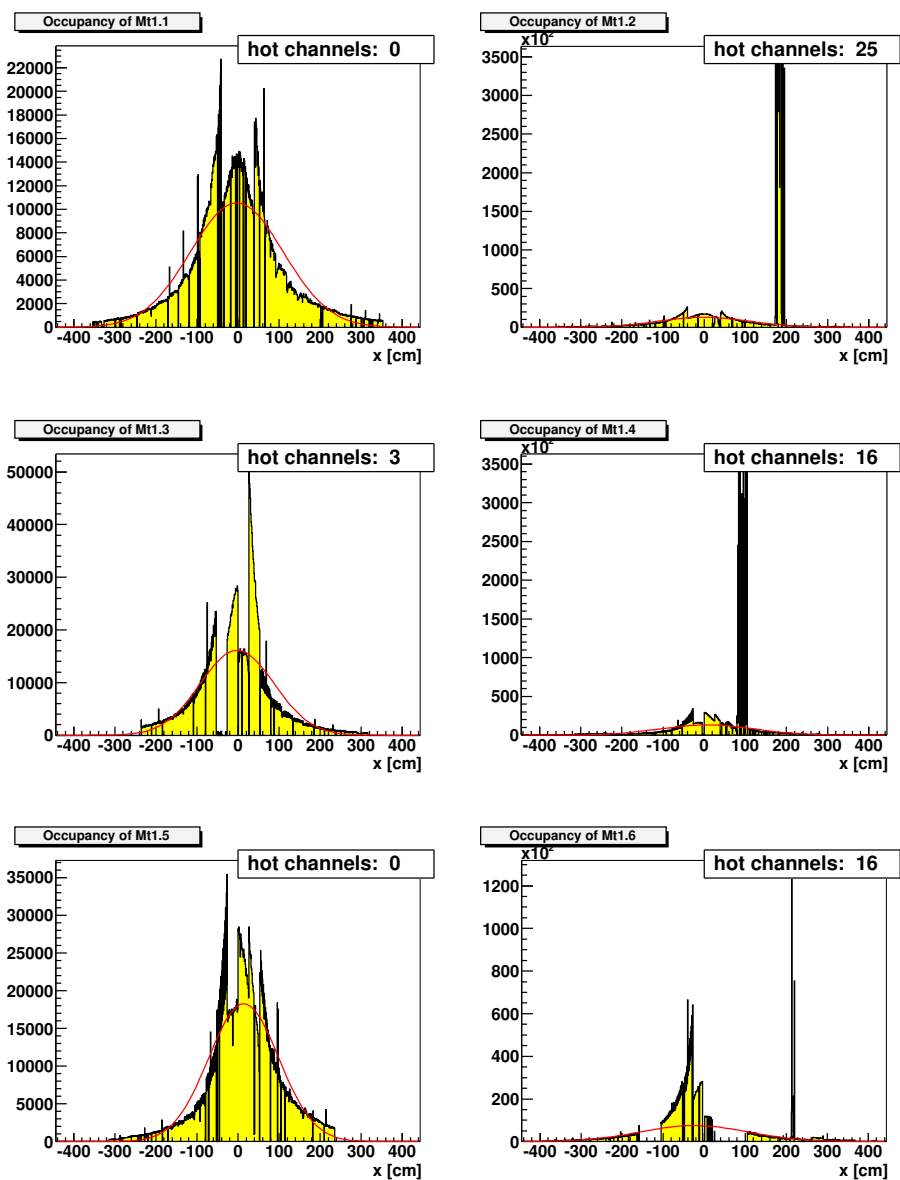 Occupancy of Mt1.1
hot channels: 0
22000
20000
18000
16000
14000
12000
10000
8000
6000
4000
2000
0
-400 -300 -200 -100 0 100 200 300 400
x [cm]
Occupancy of Mt1.2
x10²
hot channels: 25
3500
3000
2500
2000
1500
1000
500
0
-400 -300 -200 -100 0 100 200 300 400
x [cm]
Occupancy of Mt1.3
hot channels: 3
50000
40000
30000
20000
10000
0
-400 -300 -200 -100 0 100 200 300 400
x [cm]
Occupancy of Mt1.4
x10²
hot channels: 16
3500
3000
2500
2000
1500
1000
500
0
-400 -300 -200 -100 0 100 200 300 400
x [cm]
Occupancy of Mt1.5
hot channels: 0
35000
30000
25000
20000
15000
10000
5000
0
-400 -300 -200 -100 0 100 200 300 400
x [cm]
Occupancy of Mt1.6
x10²
hot channels: 16
1200
1000
800
600
400
200
0
-400 -300 -200 -100 0 100 200 300 400
x [cm]